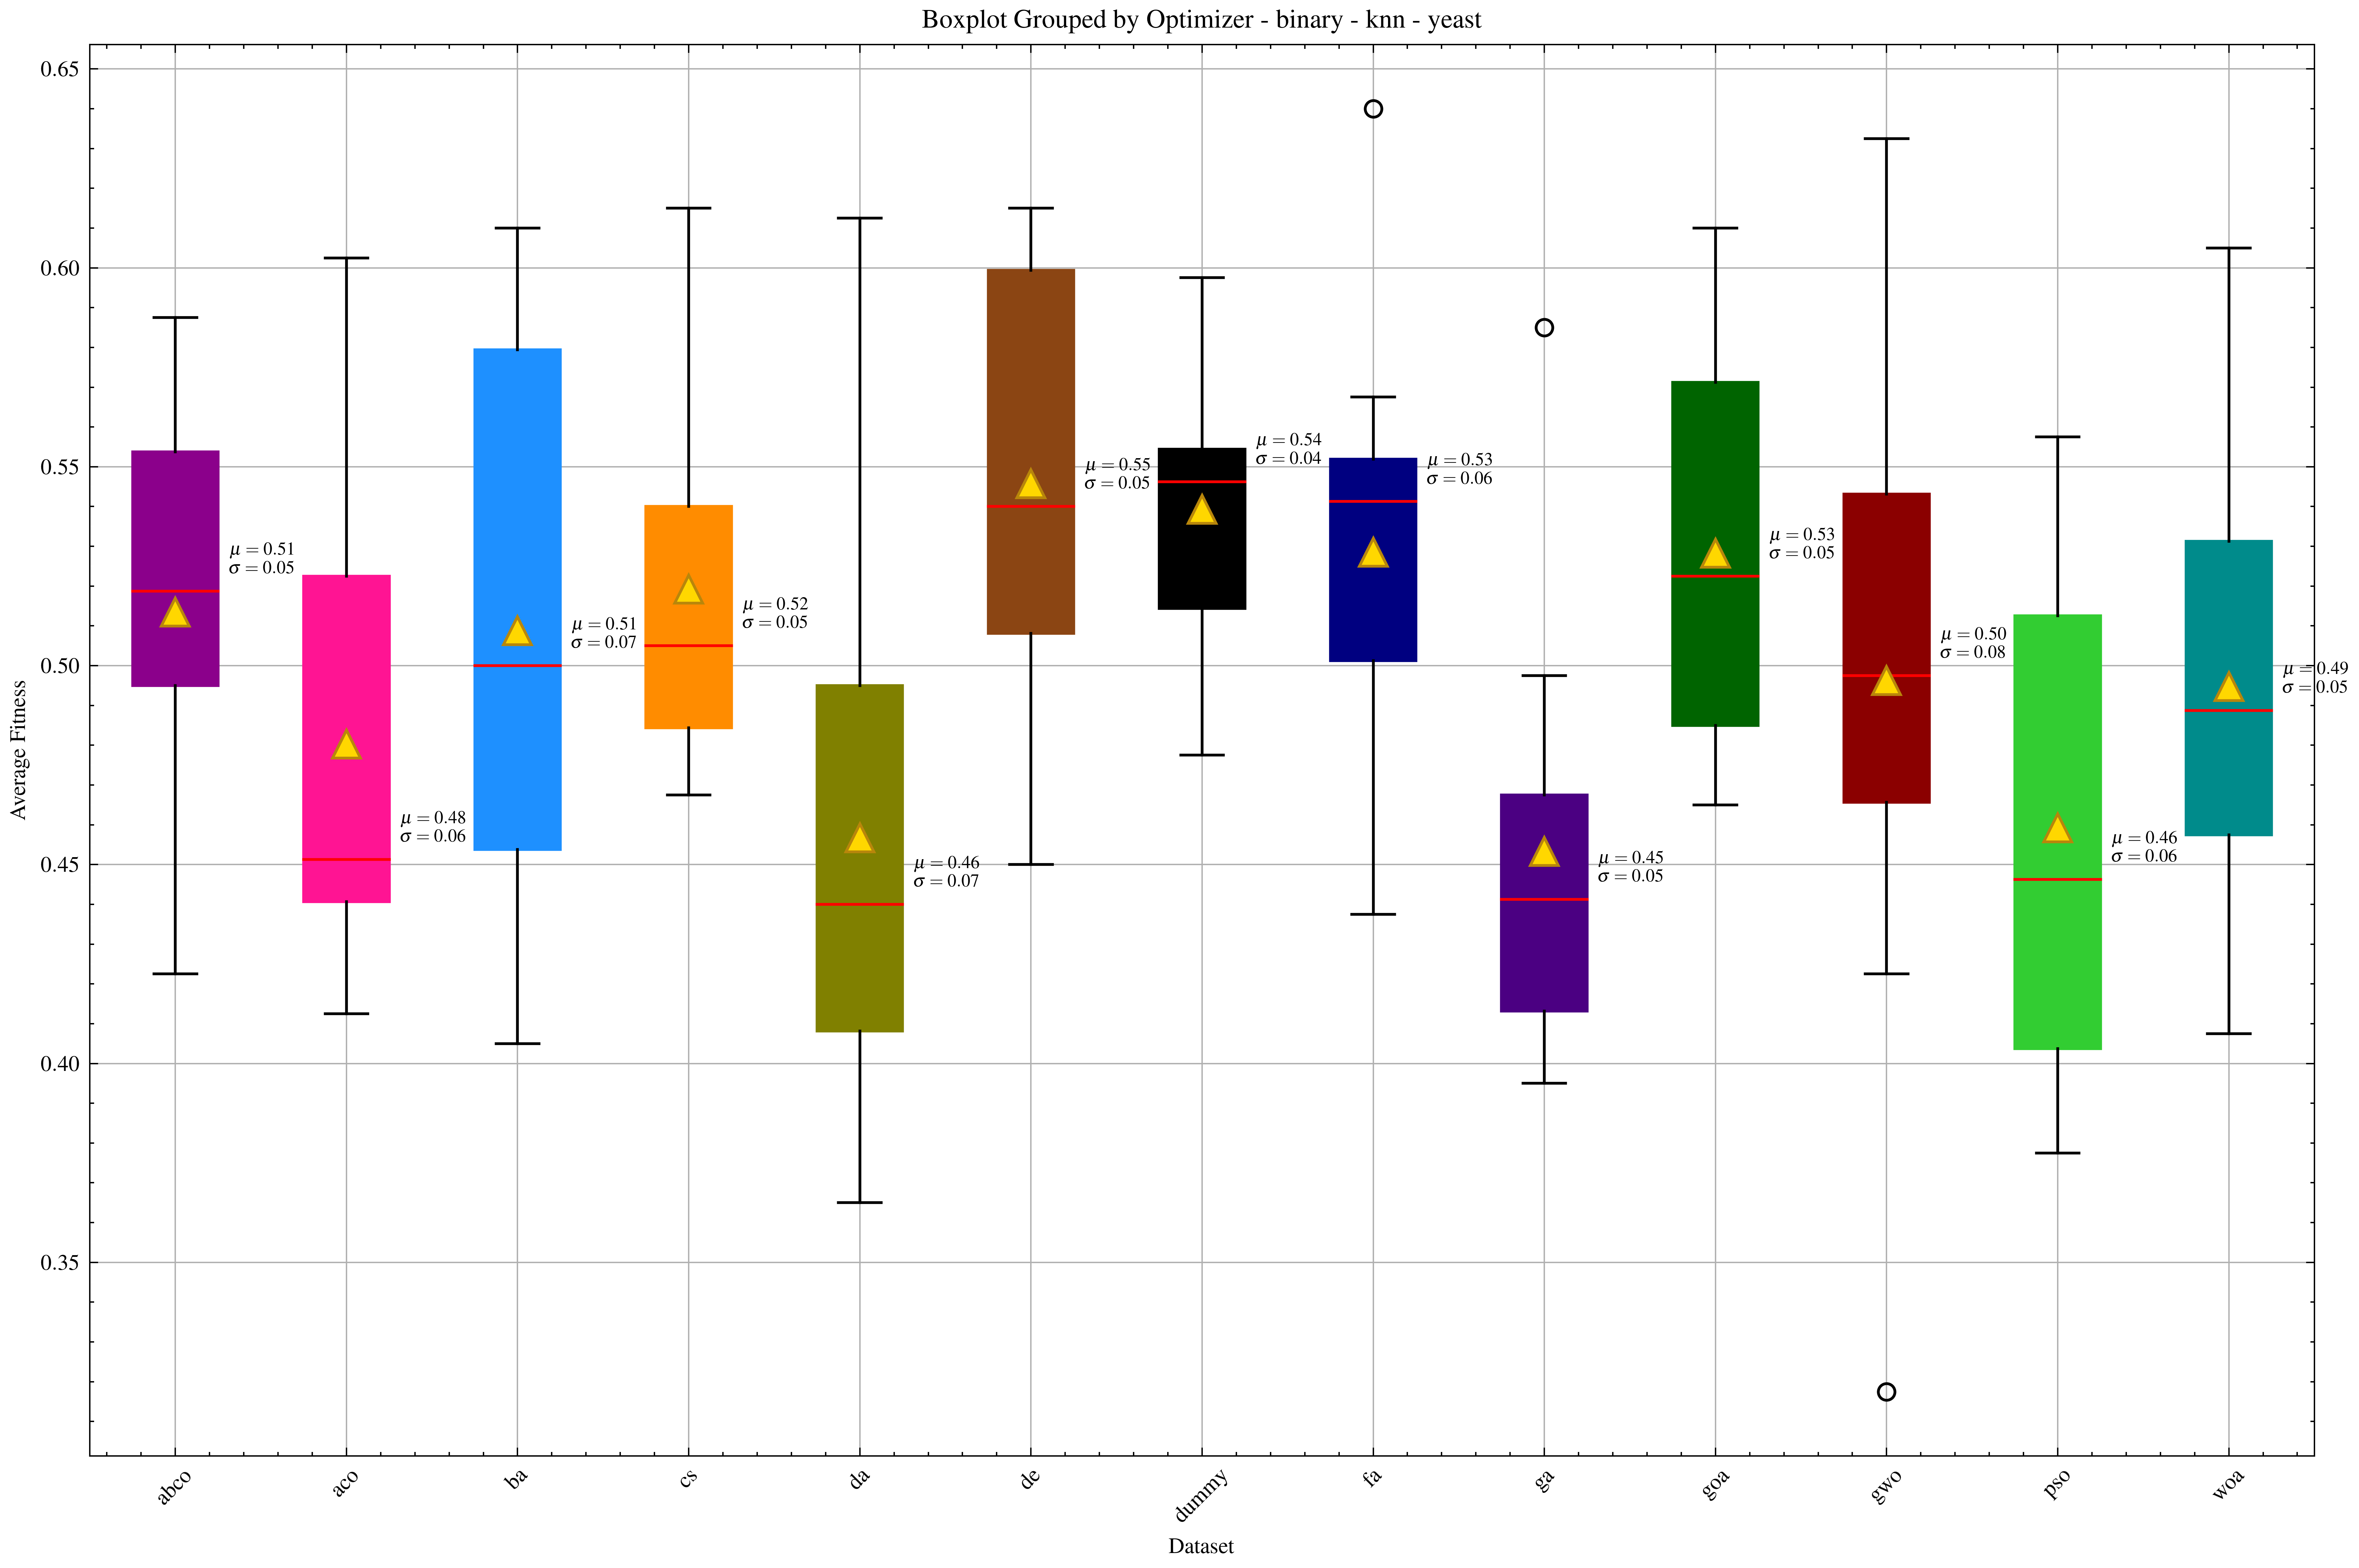 Boxplot Grouped by Optimizer - binary - knn - yeast
Average Fitness
0.65
0.60
0.55
0.50
0.45
0.40
0.35
μ = 0.51
σ = 0.05
μ = 0.48
σ = 0.06
μ = 0.51
σ = 0.07
μ = 0.52
σ = 0.05
μ = 0.46
σ = 0.07
μ = 0.55
σ = 0.05
μ = 0.54
σ = 0.04
μ = 0.53
σ = 0.06
μ = 0.45
σ = 0.05
μ = 0.53
σ = 0.05
μ = 0.50
σ = 0.08
μ = 0.46
σ = 0.06
μ = 0.49
σ = 0.05
abco
aco
ba
cs
da
de
dummy
fa
ga
goa
gwo
pso
woa
Dataset